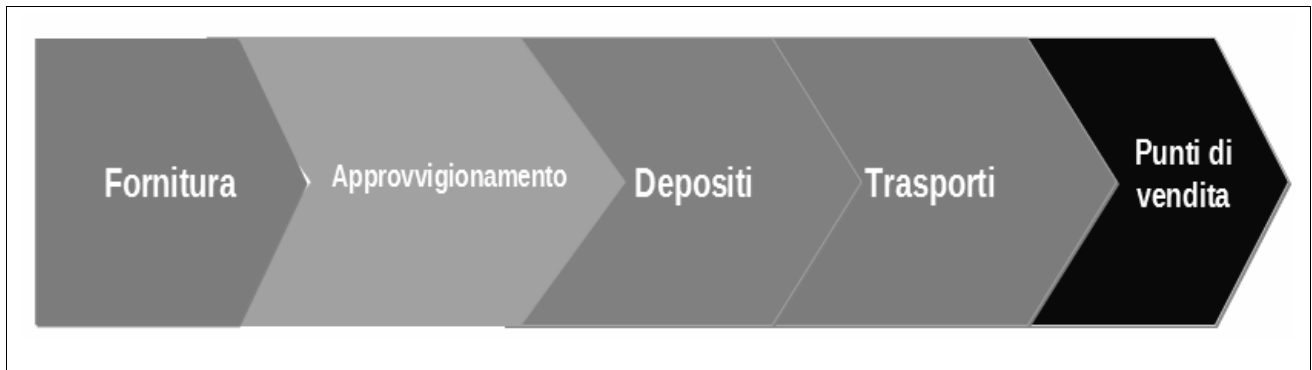 Fornitura
Approvvigionamento
Depositi
Trasporti
Punti di
vendita